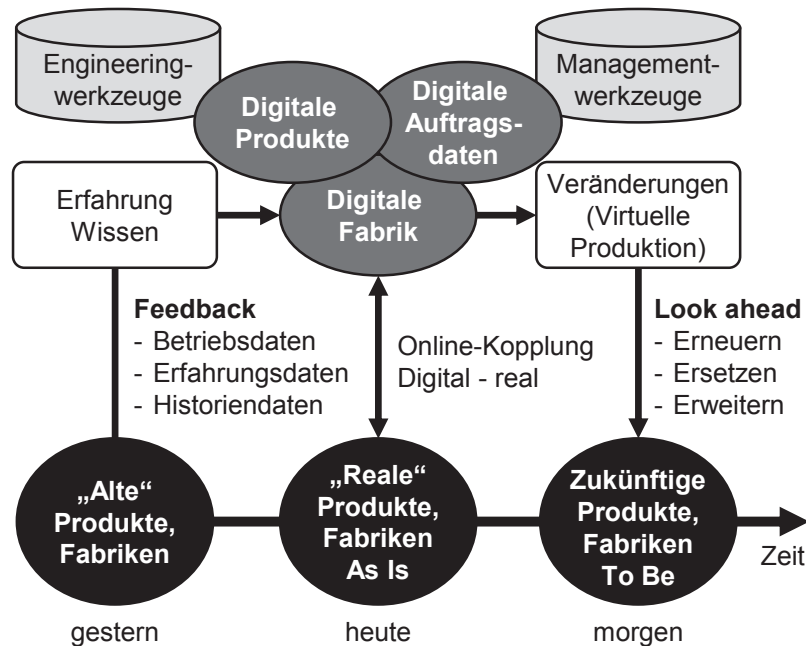 Engineering-
werkzeuge
Digitale
Produkte
Digitale
Auftrags-
daten
Management-
werkzeuge
Erfahrung
Wissen
Digitale
Fabrik
Veränderungen
(Virtuelle
Produktion)
Feedback
- Betriebsdaten
- Erfahrungsdaten
- Historiendaten
Online-Kopplung
Digital - real
Look ahead
- Erneuern
- Ersetzen
- Erweitern
„Alte“
Produkte,
Fabriken
„Reale“
Produkte,
Fabriken
As Is
Zukünftige
Produkte,
Fabriken
To Be
Zeit
gestern
heute
morgen